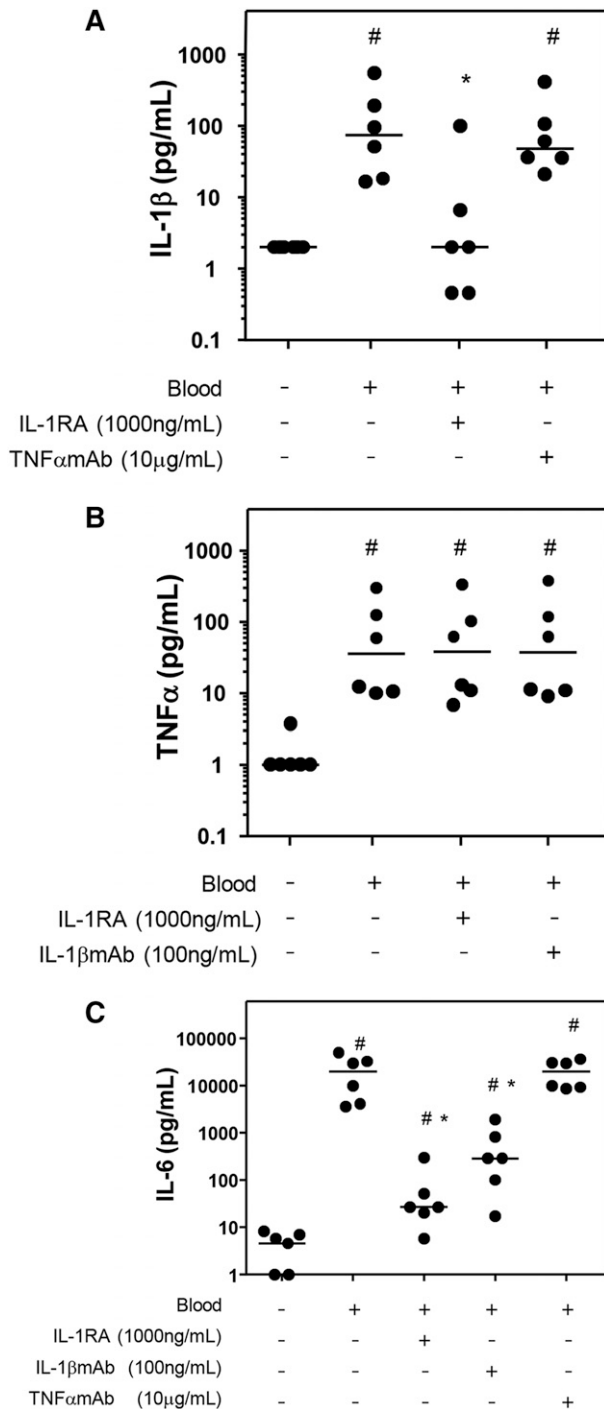 A
# # 
*
1000
100
10
1
0.1
IL-1β (pg/mL)
Blood - + + +
IL-1RA (1000ng/mL) - - + -
TNFαmAb (10μg/mL) - - - +
B
# # #
1000
100
10
1
0.1
TNFα (pg/mL)
Blood - + + +
IL-1RA (1000ng/mL) - - + -
IL-1βmAb (100ng/mL) - - - +
C
#
#
# *
# *
100000
10000
1000
100
10
1
IL-6 (pg/mL)
Blood - + + + +
IL-1RA (1000ng/mL) - - + - -
IL-1βmAb (100ng/mL) - - - + -
TNFαmAb (10μg/mL) - - - - +